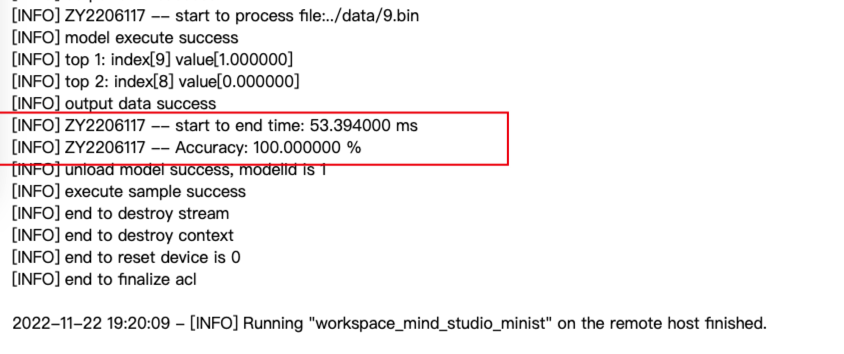 [INFO] ZY2206117 –– start to process file:../data/9.bin
[INFO] model execute success
[INFO] top 1: index[9] value[1.000000]
[INFO] top 2: index[8] value[0.000000]
[INFO] output data success
[INFO] ZY2206117 –– start to end time: 53.394000 ms
[INFO] ZY2206117 –– Accuracy: 100.000000 %
[INFO] unload model success, modelId is 1
[INFO] execute sample success
[INFO] end to destroy stream
[INFO] end to destroy context
[INFO] end to reset device is 0
[INFO] end to finalize acl
2022–11–22 19:20:09 – [INFO] Running "workspace_mind_studio_minist" on the remote host finished.